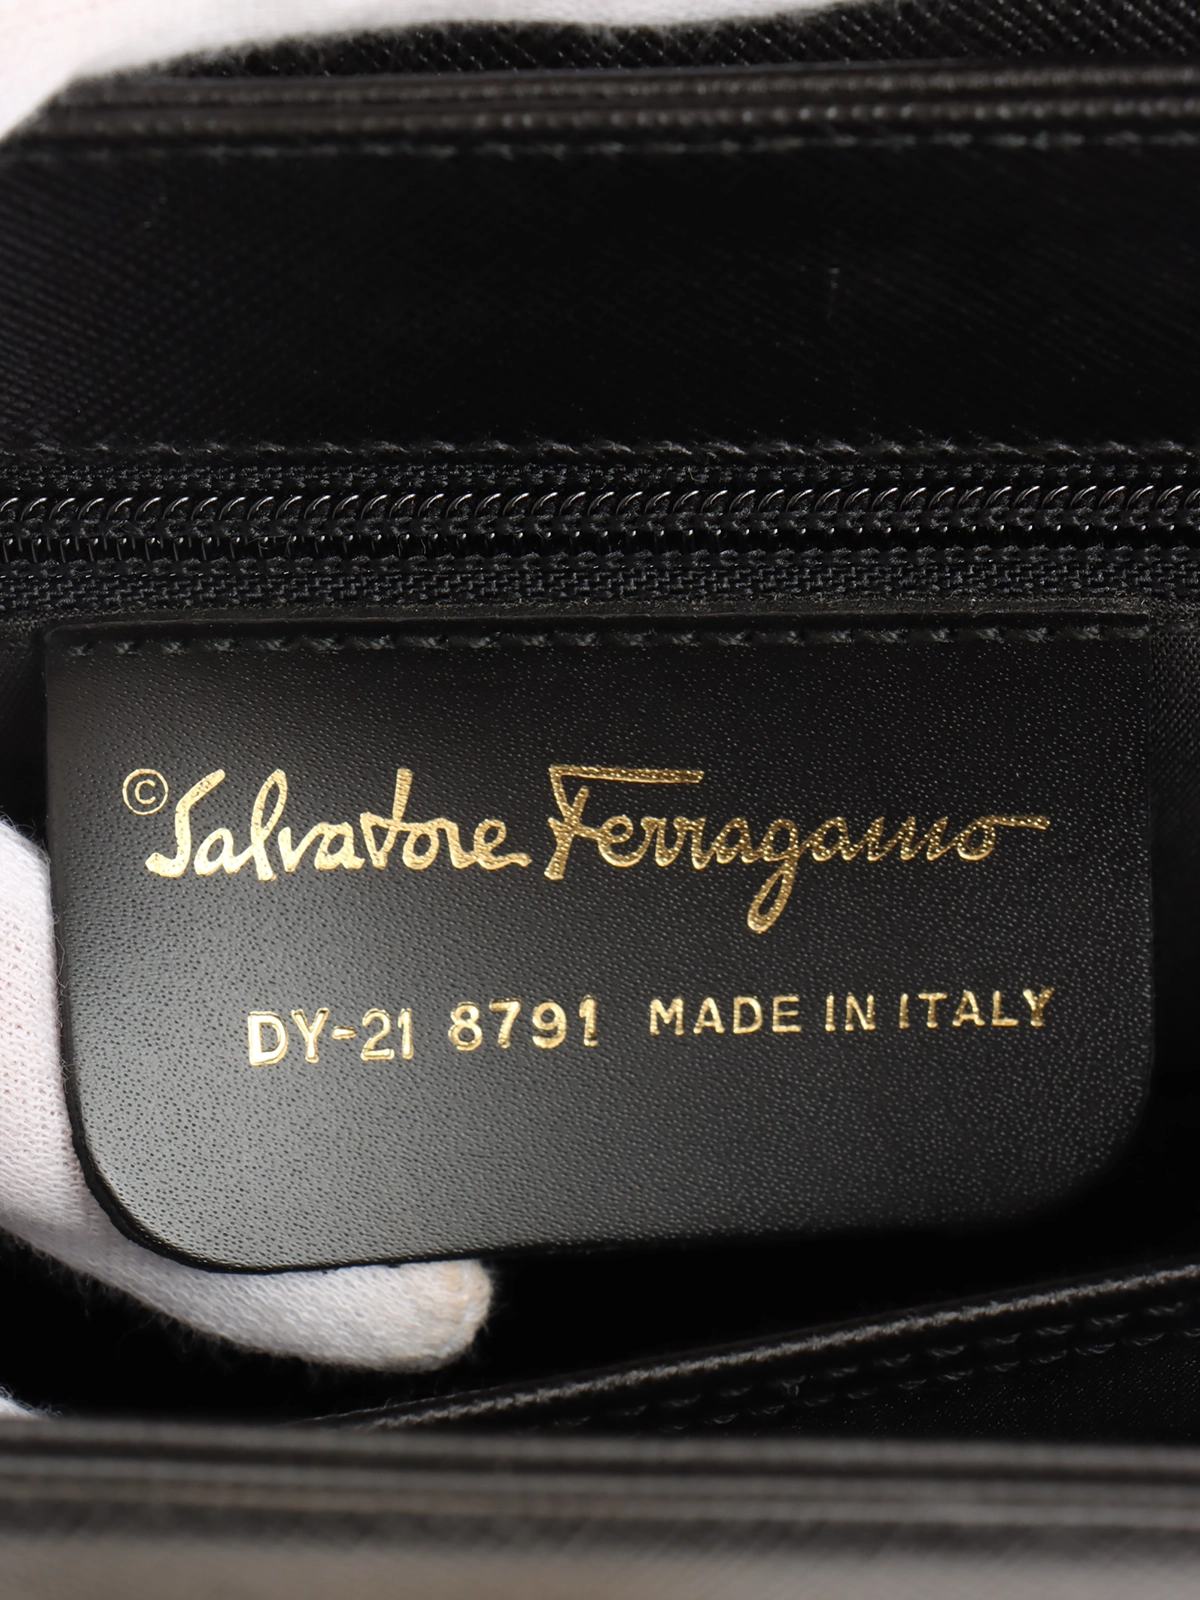 © Salvatore Ferragamo
DY-21 8791 MADE IN ITALY